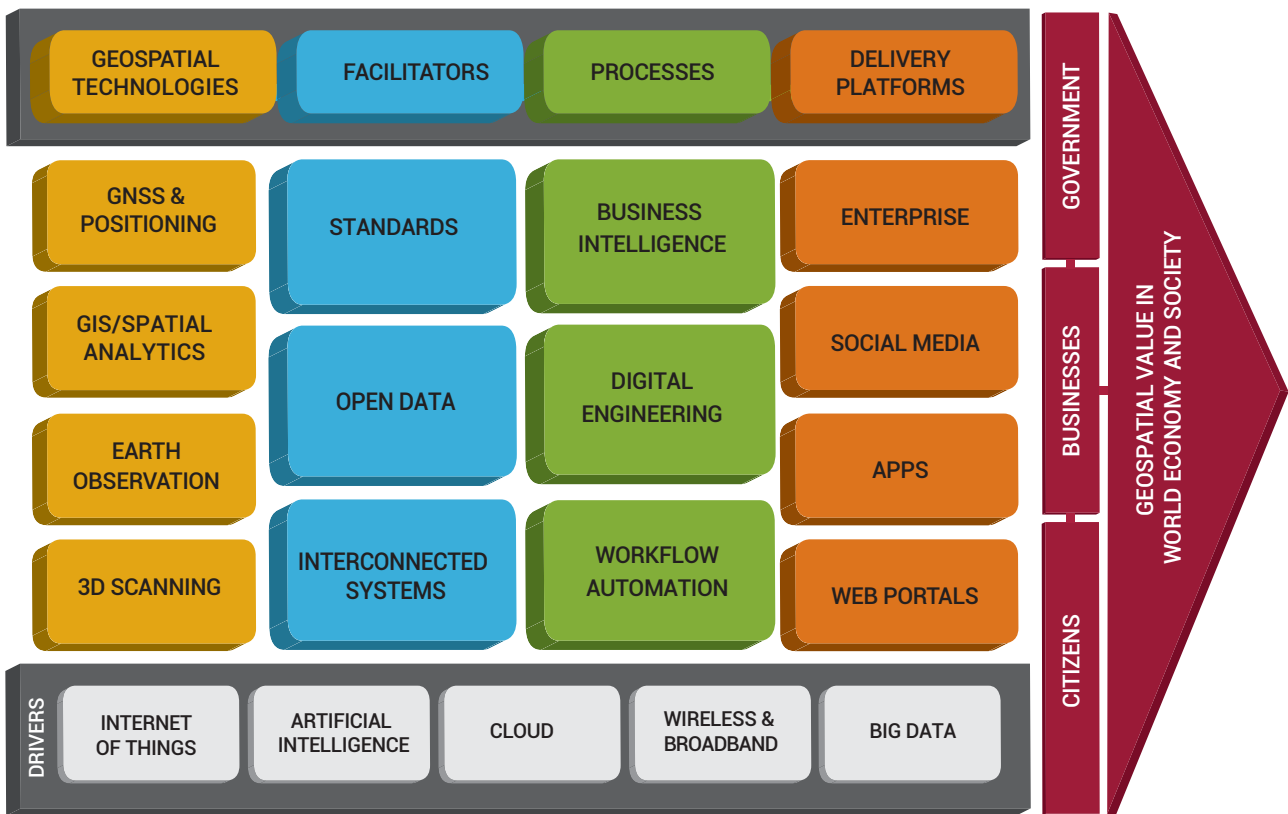 GEOSPATIAL
TECHNOLOGIES
FACILITATORS
PROCESSES
DELIVERY
PLATFORMS
GNSS &
POSITIONING
GIS/SPATIAL
ANALYTICS
EARTH
OBSERVATION
3D SCANNING
STANDARDS
OPEN DATA
INTERCONNECTED
SYSTEMS
BUSINESS
INTELLIGENCE
DIGITAL
ENGINEERING
WORKFLOW
AUTOMATION
ENTERPRISE
SOCIAL MEDIA
APPS
WEB PORTALS
DRIVERS
INTERNET
OF THINGS
ARTIFICIAL
INTELLIGENCE
CLOUD
WIRELESS &
BROADBAND
BIG DATA
GOVERNMENT
BUSINESSES
CITIZENS
GEOSPATIAL VALUE IN
WORLD ECONOMY AND SOCIETY